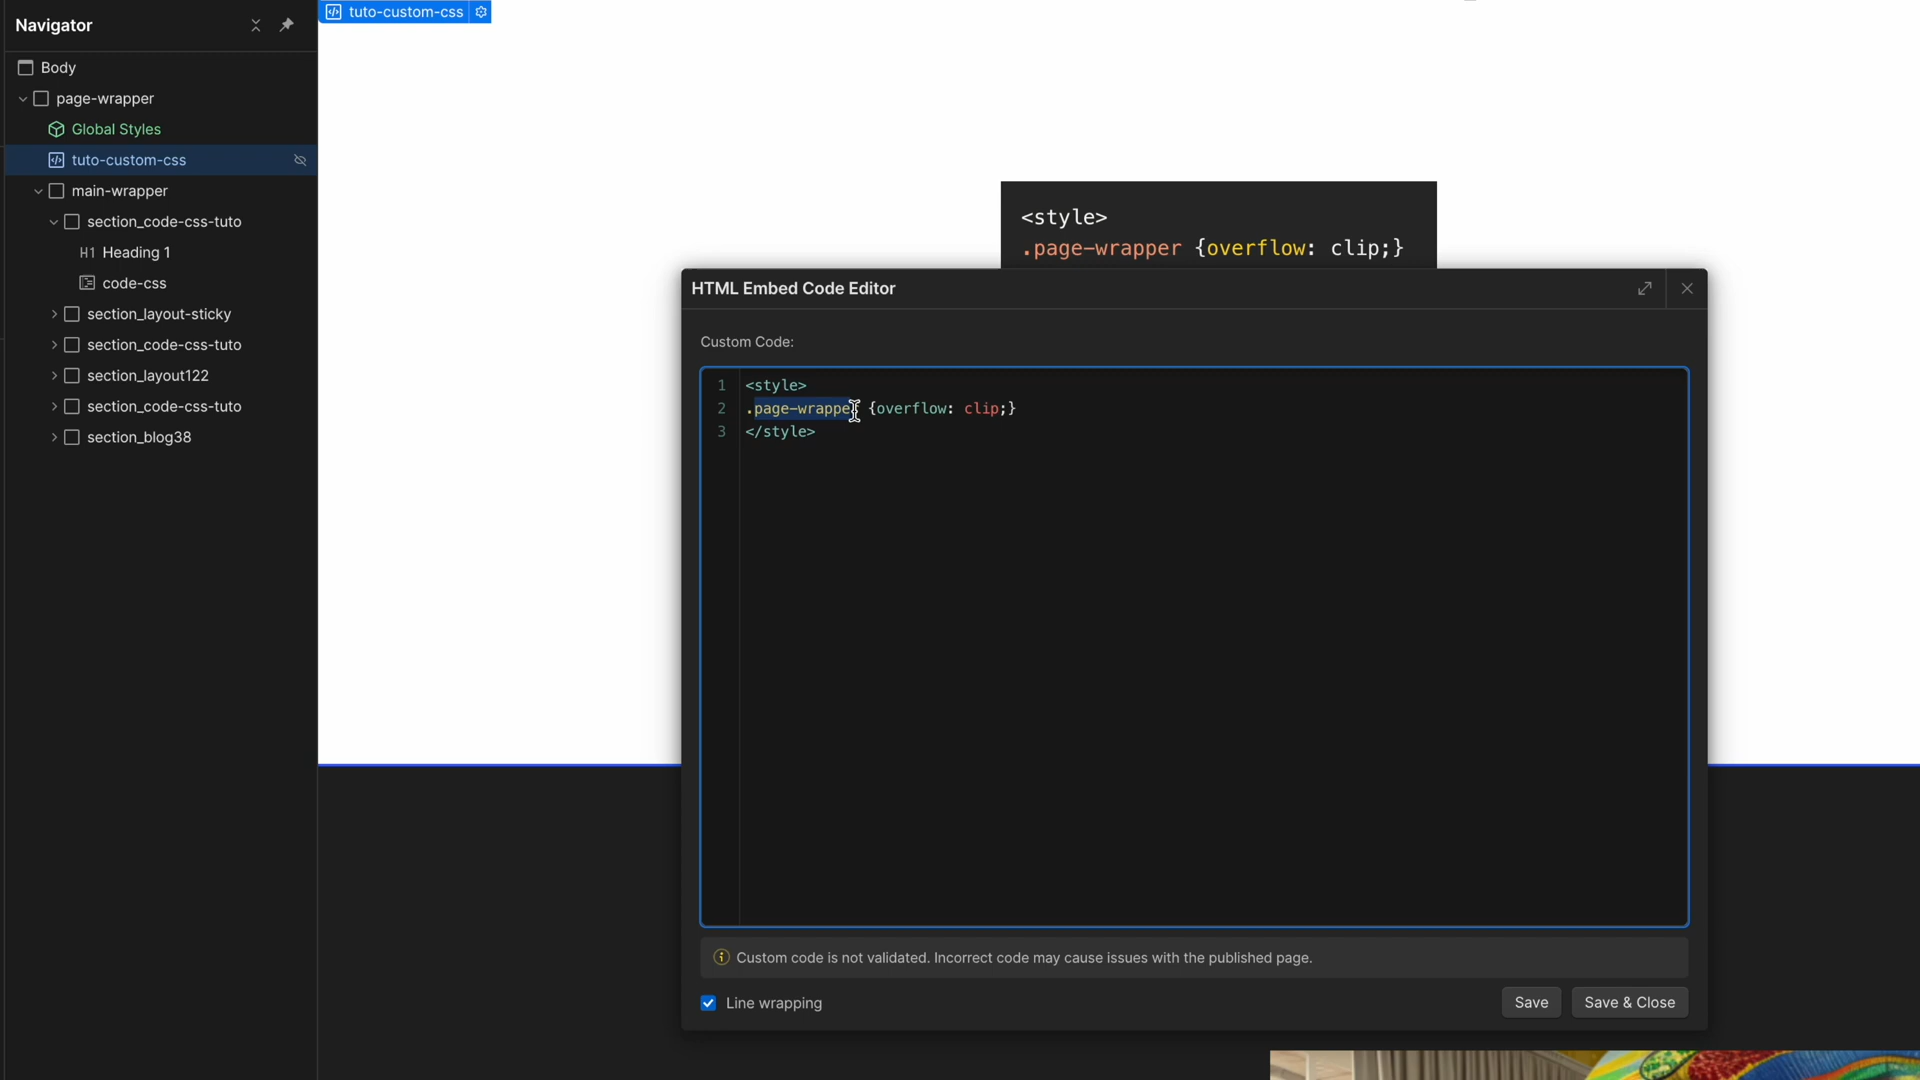 Navigator
Body
page-wrapper
Global Styles
tuto-custom-css
main-wrapper
section_code-css-tuto
H1 Heading 1
code-css
section_layout-sticky
section_code-css-tuto
section_layout122
section_code-css-tuto
section_blog38
tuto-custom-css
<style>
.page-wrapper {overflow: clip;}
HTML Embed Code Editor
Custom Code:
1 <style>
2 .page-wrapper {overflow: clip;}
3 </style>
Custom code is not validated. Incorrect code may cause issues with the published page.
Line wrapping
Save
Save & Close